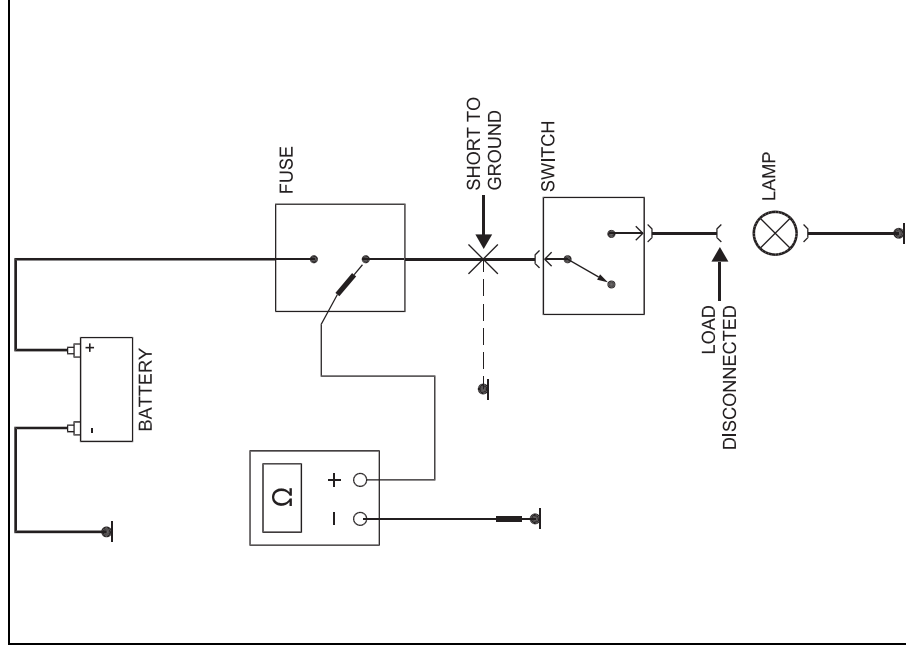 FUSE
SHORT TO
GROUND
SWITCH
LAMP
+
-
BATTERY
Ω
+
-
LOAD
DISCONNECTED